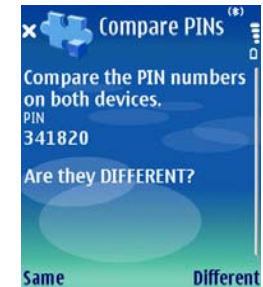 Compare PINs
Compare the PIN numbers
on both devices.
PIN
341820
Are they DIFFERENT?
Same Different